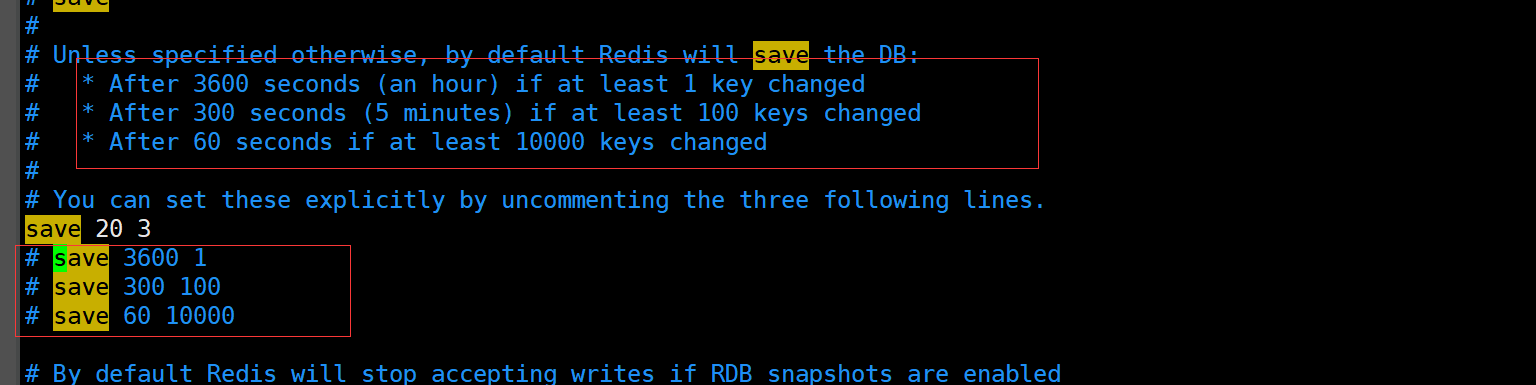 # save
#
# Unless specified otherwise, by default Redis will save the DB:
#   * After 3600 seconds (an hour) if at least 1 key changed
#   * After 300 seconds (5 minutes) if at least 100 keys changed
#   * After 60 seconds if at least 10000 keys changed
#
# You can set these explicitly by uncommenting the three following lines.
save 20 3
# save 3600 1
# save 300 100
# save 60 10000
# By default Redis will stop accepting writes if RDB snapshots are enabled